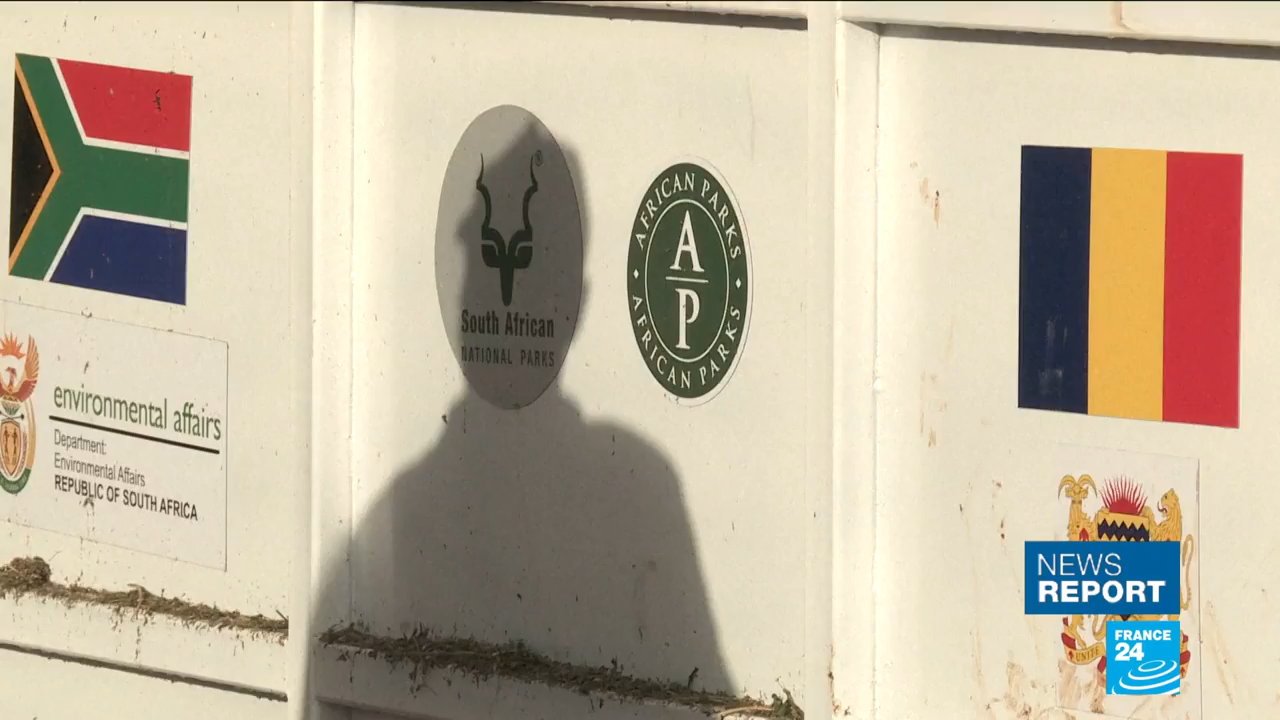 environmental affairs
Department:
Environmental Affairs
REPUBLIC OF SOUTH AFRICA
®
South African
NATIONAL PARKS
AFRICAN PARKS
A
P
AFRICAN PARKS
UNITE
NEWS
REPORT
FRANCE
24